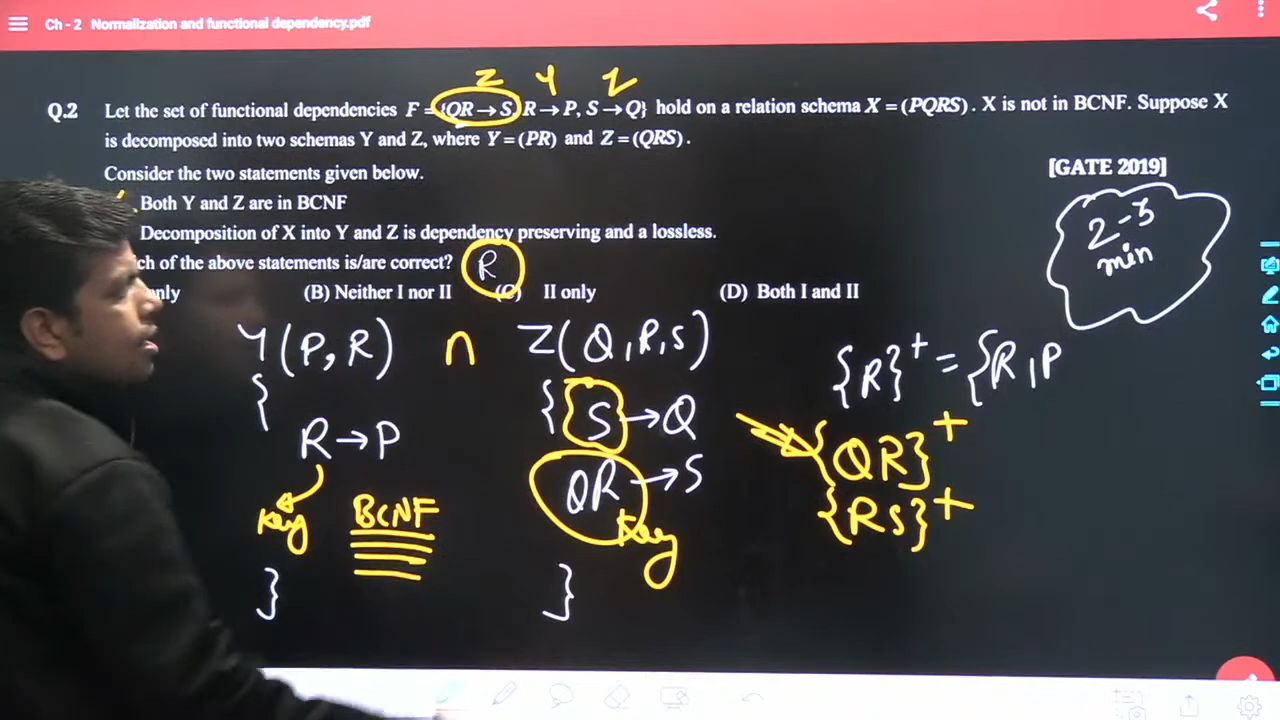 Ch - 2 Normalization and functional dependency.pdf
Z Y Z
Q.2 Let the set of functional dependencies F = {QR → S, R → P, S → Q} hold on a relation schema X = (PQRS). X is not in BCNF. Suppose X
is decomposed into two schemas Y and Z, where Y = (PR) and Z = (QRS).
Consider the two statements given below.
[GATE 2019]
Both Y and Z are in BCNF
Decomposition of X into Y and Z is dependency preserving and a lossless.
ch of the above statements is/are correct?
R
only (B) Neither I nor II (C) II only (D) Both I and II
2-3
min
Y(P, R) ∩ Z(Q,R,S)
{R}+ = {R,P
{ R→P
{ S→Q
QR→S
{QR}+
{RS}+
Key BCNF
Key
} }